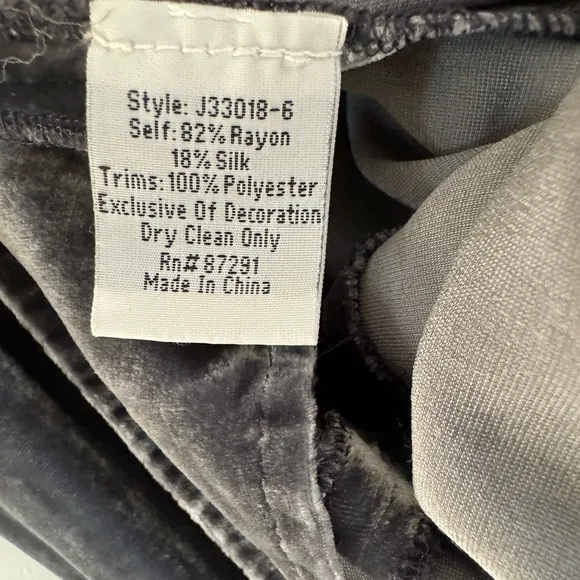 Style: J33018-6
Self: 82% Rayon
18% Silk
Trims: 100% Polyester
Exclusive Of Decoration
Dry Clean Only
Rn# 87291
Made In China